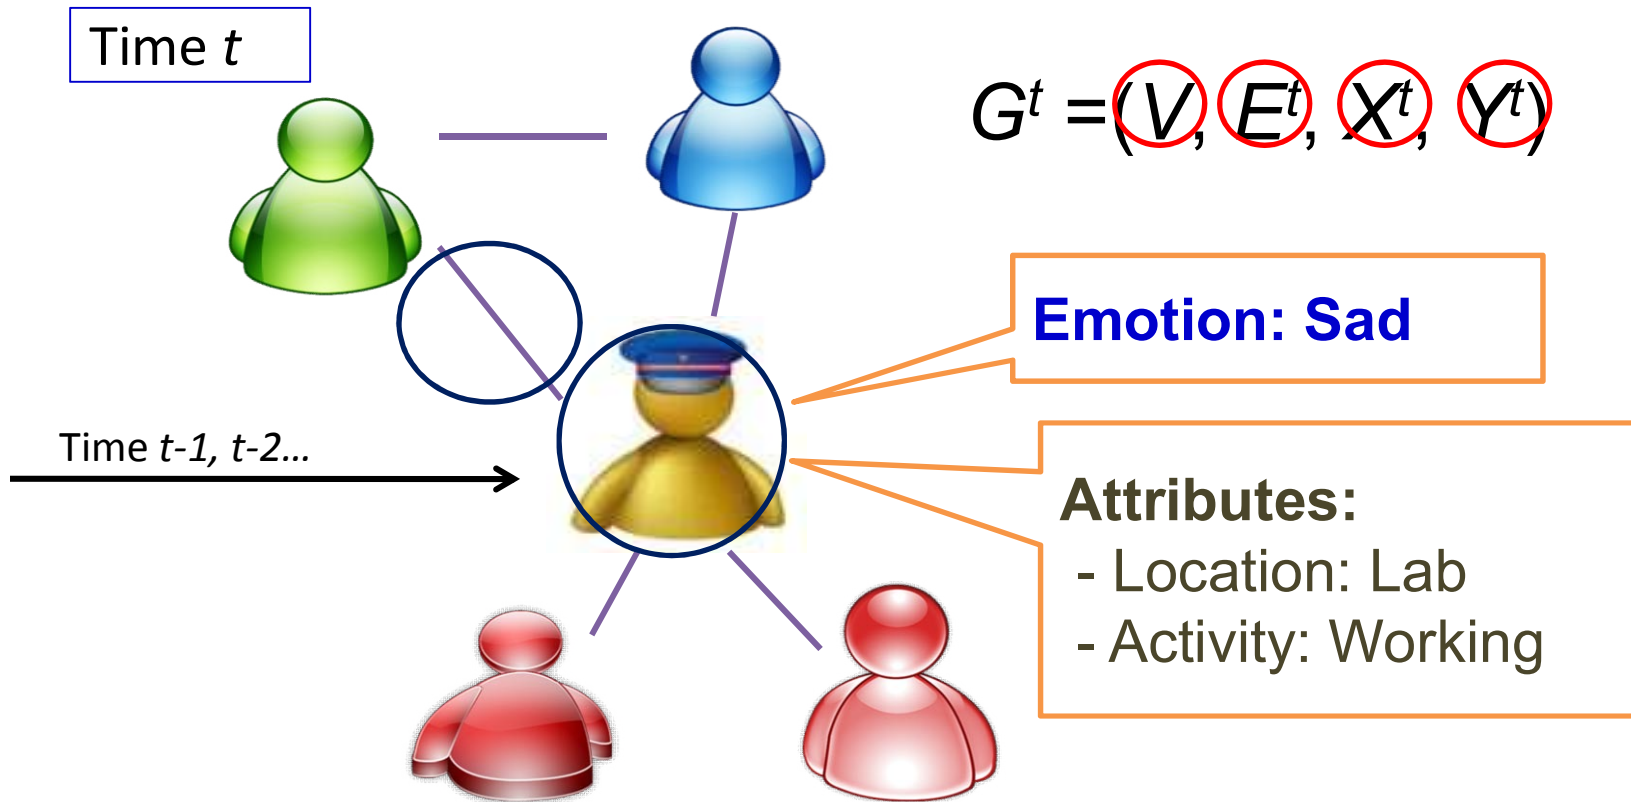 Time t
Gᵗ =(V, Eᵗ, Xᵗ, Yᵗ)
Emotion: Sad
Time t-1, t-2...
Attributes:
- Location: Lab
- Activity: Working